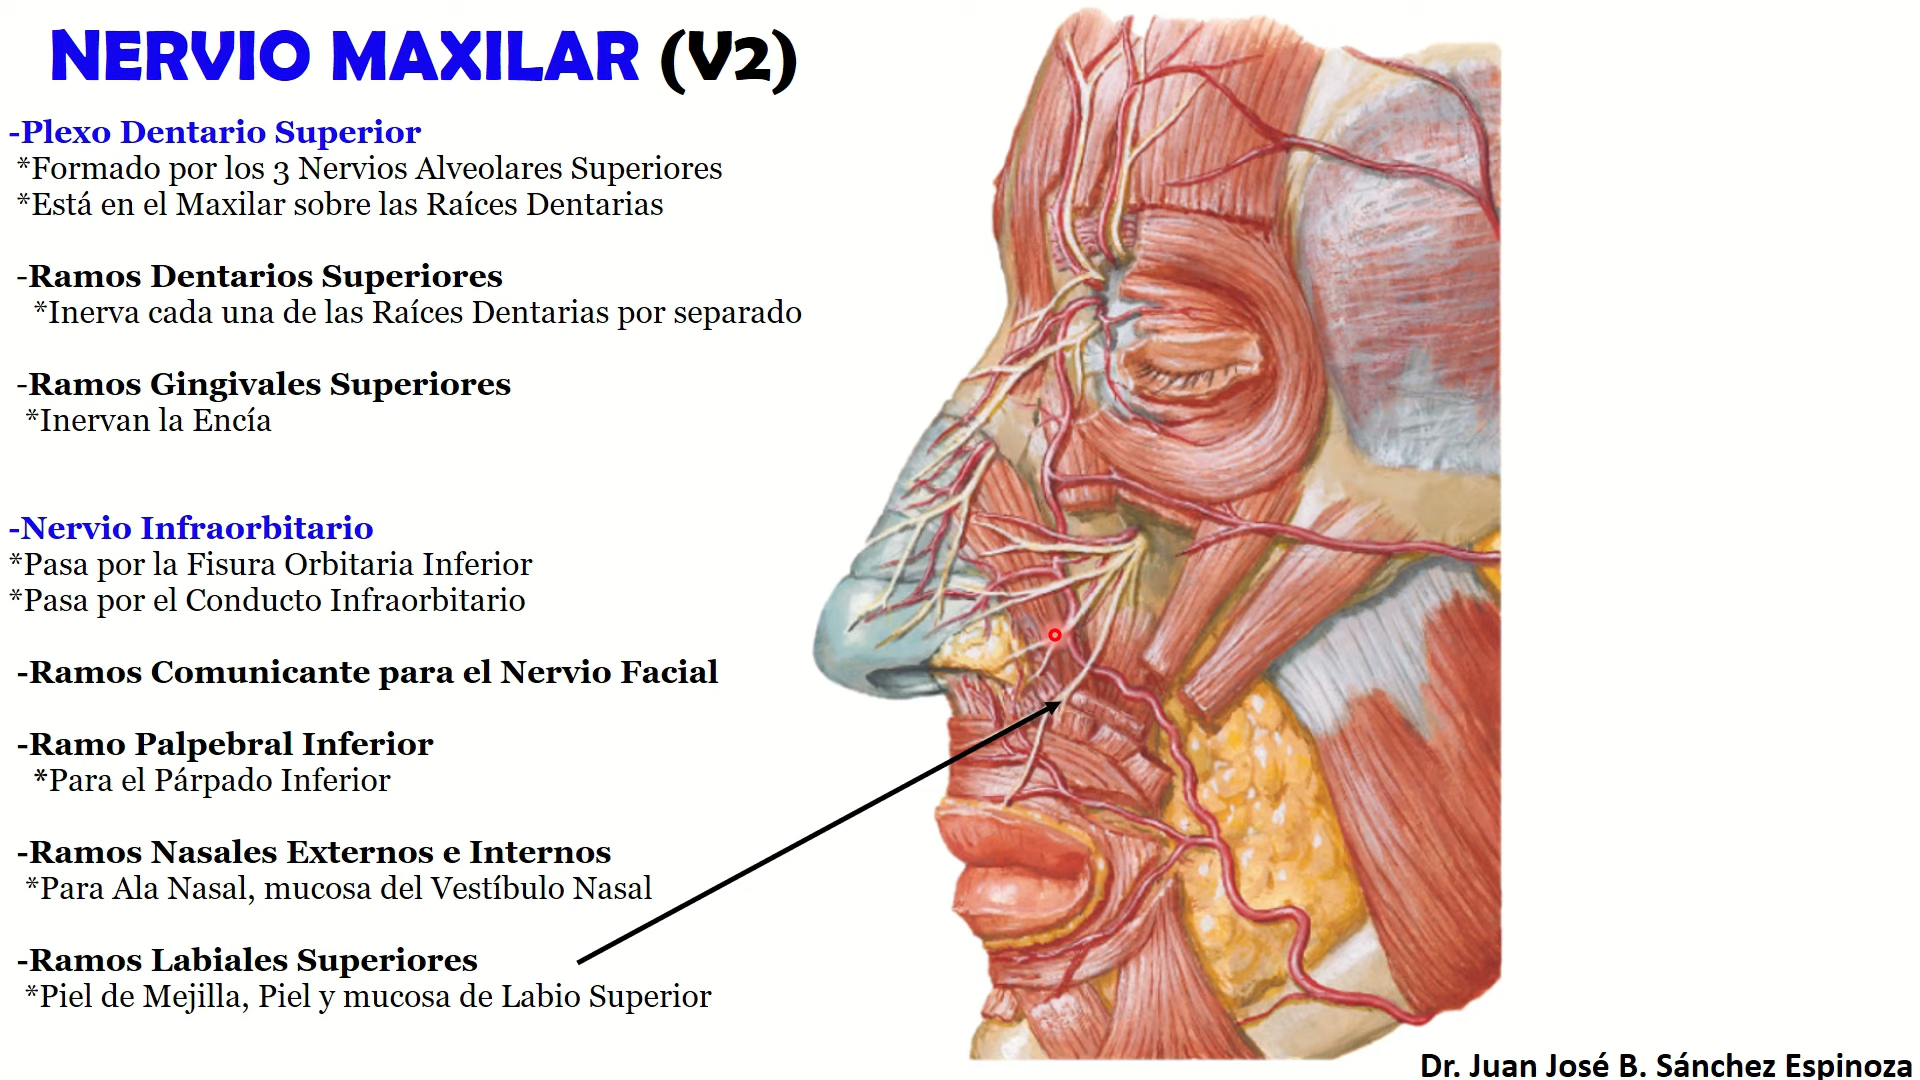 NERVIO MAXILAR (V2)
-Plexo Dentario Superior
*Formado por los 3 Nervios Alveolares Superiores
*Está en el Maxilar sobre las Raíces Dentarias
-Ramos Dentarios Superiores
*Inerva cada una de las Raíces Dentarias por separado
-Ramos Gingivales Superiores
*Inervan la Encía
-Nervio Infraorbitario
*Pasa por la Fisura Orbitaria Inferior
*Pasa por el Conducto Infraorbitario
-Ramos Comunicante para el Nervio Facial
-Ramo Palpebral Inferior
*Para el Párpado Inferior
-Ramos Nasales Externos e Internos
*Para Ala Nasal, mucosa del Vestíbulo Nasal
-Ramos Labiales Superiores
*Piel de Mejilla, Piel y mucosa de Labio Superior
Dr. Juan José B. Sánchez Espinoza